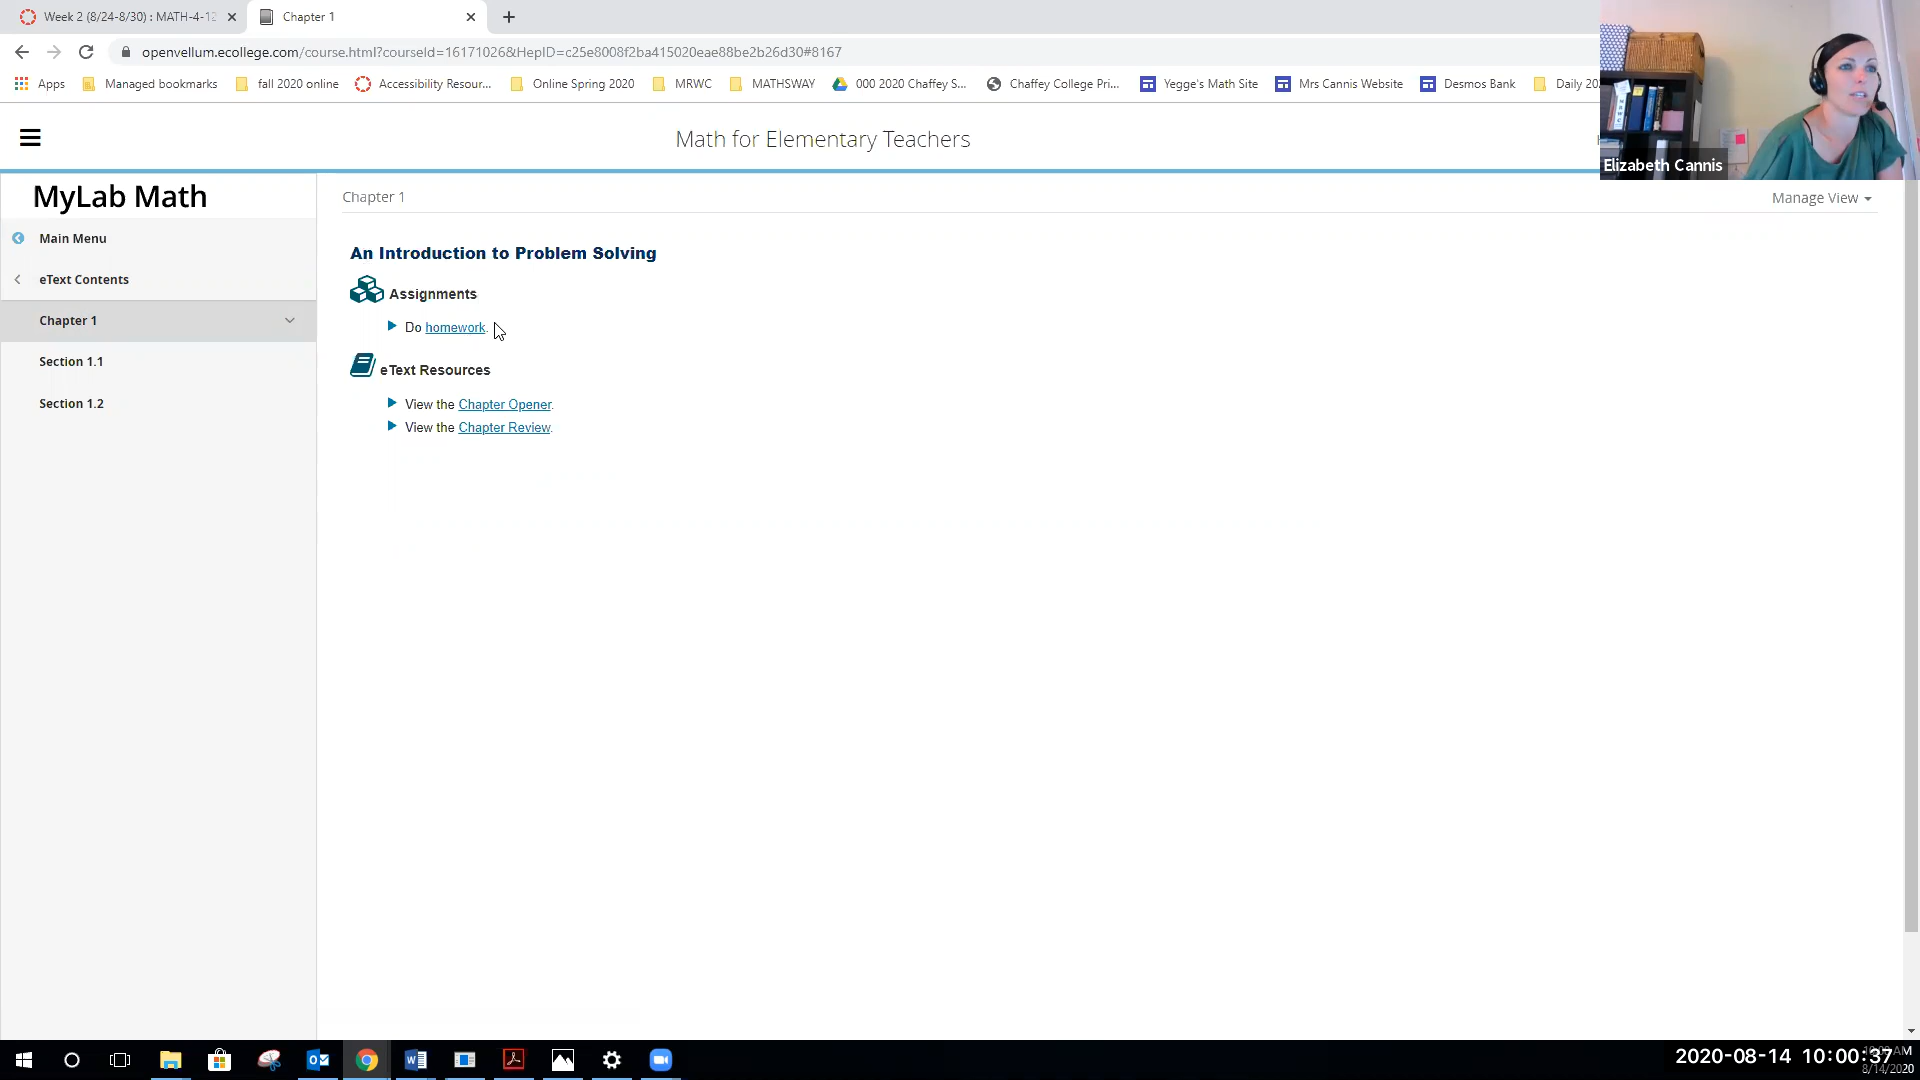 Week 2 (8/24-8/30) : MATH-4-12
Chapter 1
openvellum.ecollege.com/course.html?courseId=16171026&HepID=c25e8008f2ba415020eae88be2b26d30#8167
Apps Managed bookmarks fall 2020 online Accessibility Resour... Online Spring 2020 MRWC MATHSWAY 000 2020 Chaffey S... Chaffey College Pri... Yegge's Math Site Mrs Cannis Website Desmos Bank Daily 20
Math for Elementary Teachers
Elizabeth Cannis
MyLab Math
Chapter 1
Manage View
Main Menu
eText Contents
Chapter 1
Section 1.1
Section 1.2
An Introduction to Problem Solving
Assignments
Do homework.
eText Resources
View the Chapter Opener.
View the Chapter Review.
2020-08-14 10:00:37
AM
8/14/2020